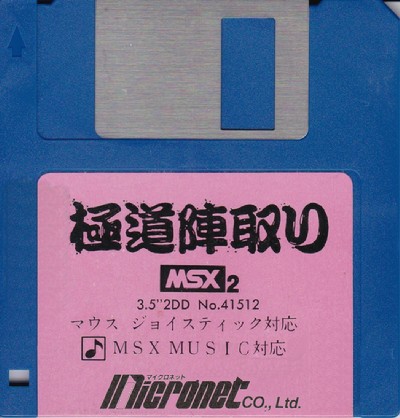 極道陣取り
MSX2
3.5"2DD No.41512
マウス ジョイスティック対応
MSX MUSIC対応
マイクロネット
Micronet CO., Ltd.